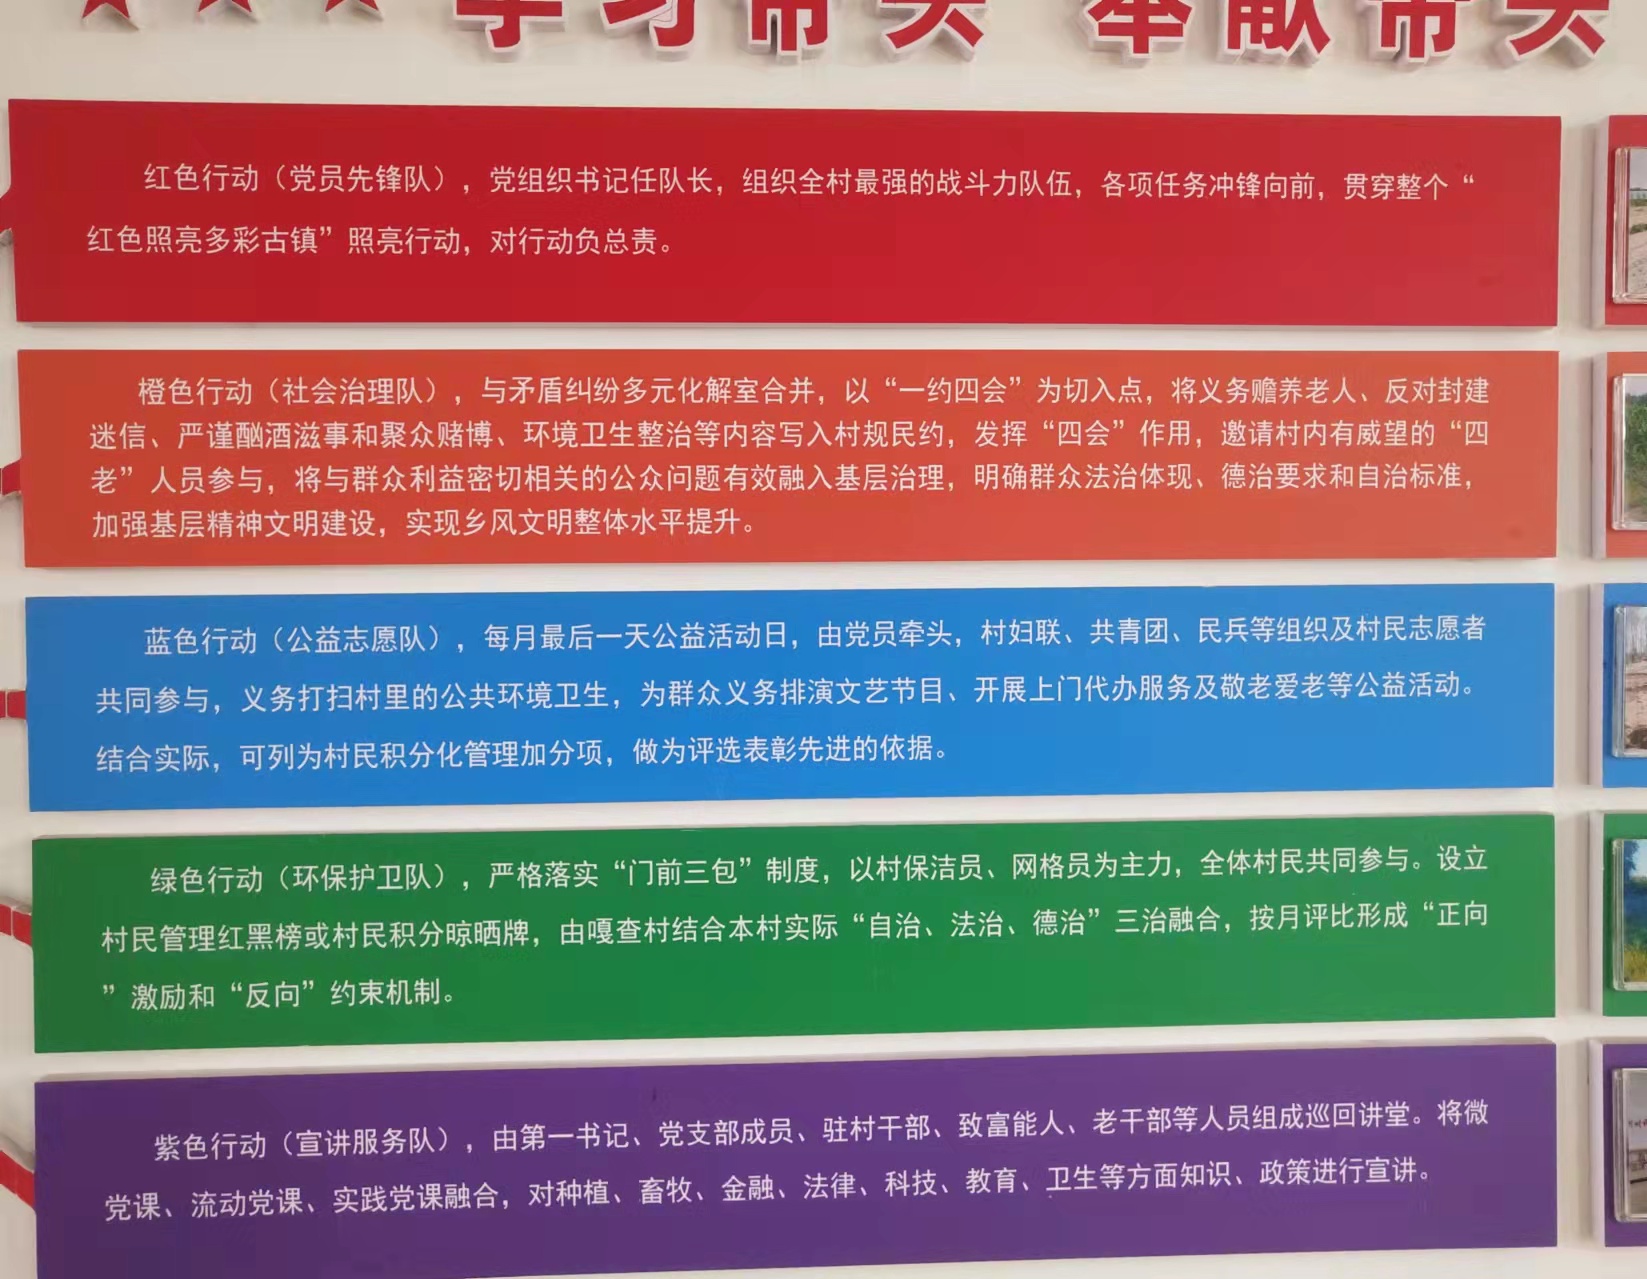 学习带头 奉献带头
红色行动（党员先锋队），党组织书记任队长，组织全村最强的战斗力队伍，各项任务冲锋向前，贯穿整个“
红色照亮多彩古镇”照亮行动，对行动负总责。
橙色行动（社会治理队），与矛盾纠纷多元化解室合并，以“一约四会”为切入点，将义务赡养老人、反对封建
迷信、严谨酗酒滋事和聚众赌博、环境卫生整治等内容写入村规民约，发挥“四会”作用，邀请村内有威望的“四
老”人员参与，将与群众利益密切相关的公众问题有效融入基层治理，明确群众法治体现、德治要求和自治标准，
加强基层精神文明建设，实现乡风文明整体水平提升。
蓝色行动（公益志愿队），每月最后一天公益活动日，由党员牵头，村妇联、共青团、民兵等组织及村民志愿者
共同参与，义务打扫村里的公共环境卫生，为群众义务排演文艺节目、开展上门代办服务及敬老爱老等公益活动。
结合实际，可列为村民积分化管理加分项，做为评选表彰先进的依据。
绿色行动（环保护卫队），严格落实“门前三包”制度，以村保洁员、网格员为主力，全体村民共同参与。设立
村民管理红黑榜或村民积分晾晒牌，由嘎查村结合本村实际“自治、法治、德治”三治融合，按月评比形成“正向
”激励和“反向”约束机制。
紫色行动（宣讲服务队），由第一书记、党支部成员、驻村干部、致富能人、老干部等人员组成巡回讲堂。将微
党课、流动党课、实践党课融合，对种植、畜牧、金融、法律、科技、教育、卫生等方面知识、政策进行宣讲。